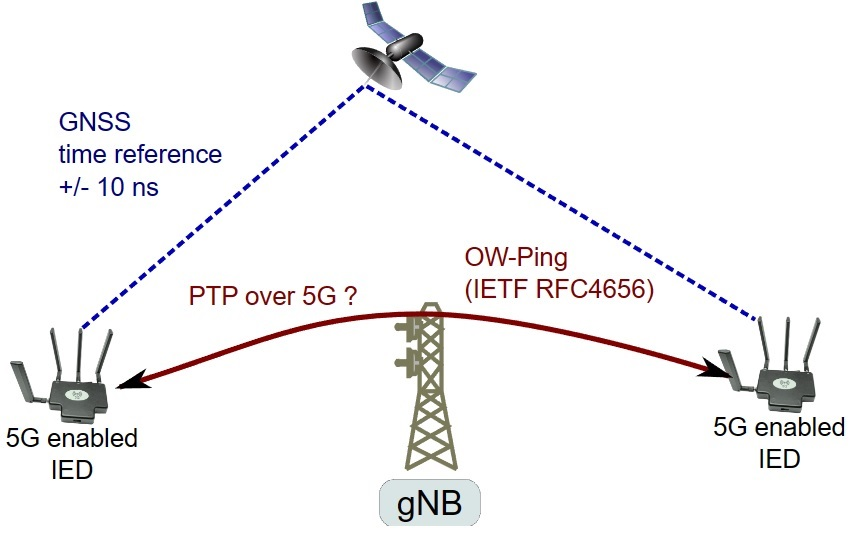 GNSS
time reference
+/- 10 ns
OW-Ping
(IETF RFC4656)
PTP over 5G ?
5G enabled
IED
5G enabled
IED
gNB